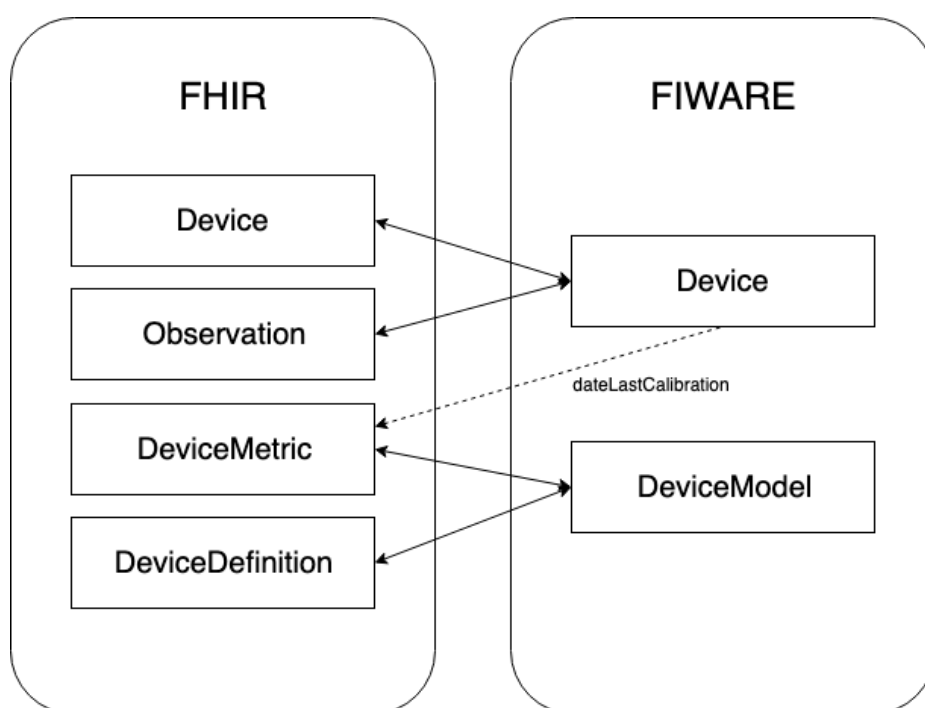 FHIR
Device
Observation
DeviceMetric
DeviceDefinition
FIWARE
Device
dateLastCalibration
DeviceModel